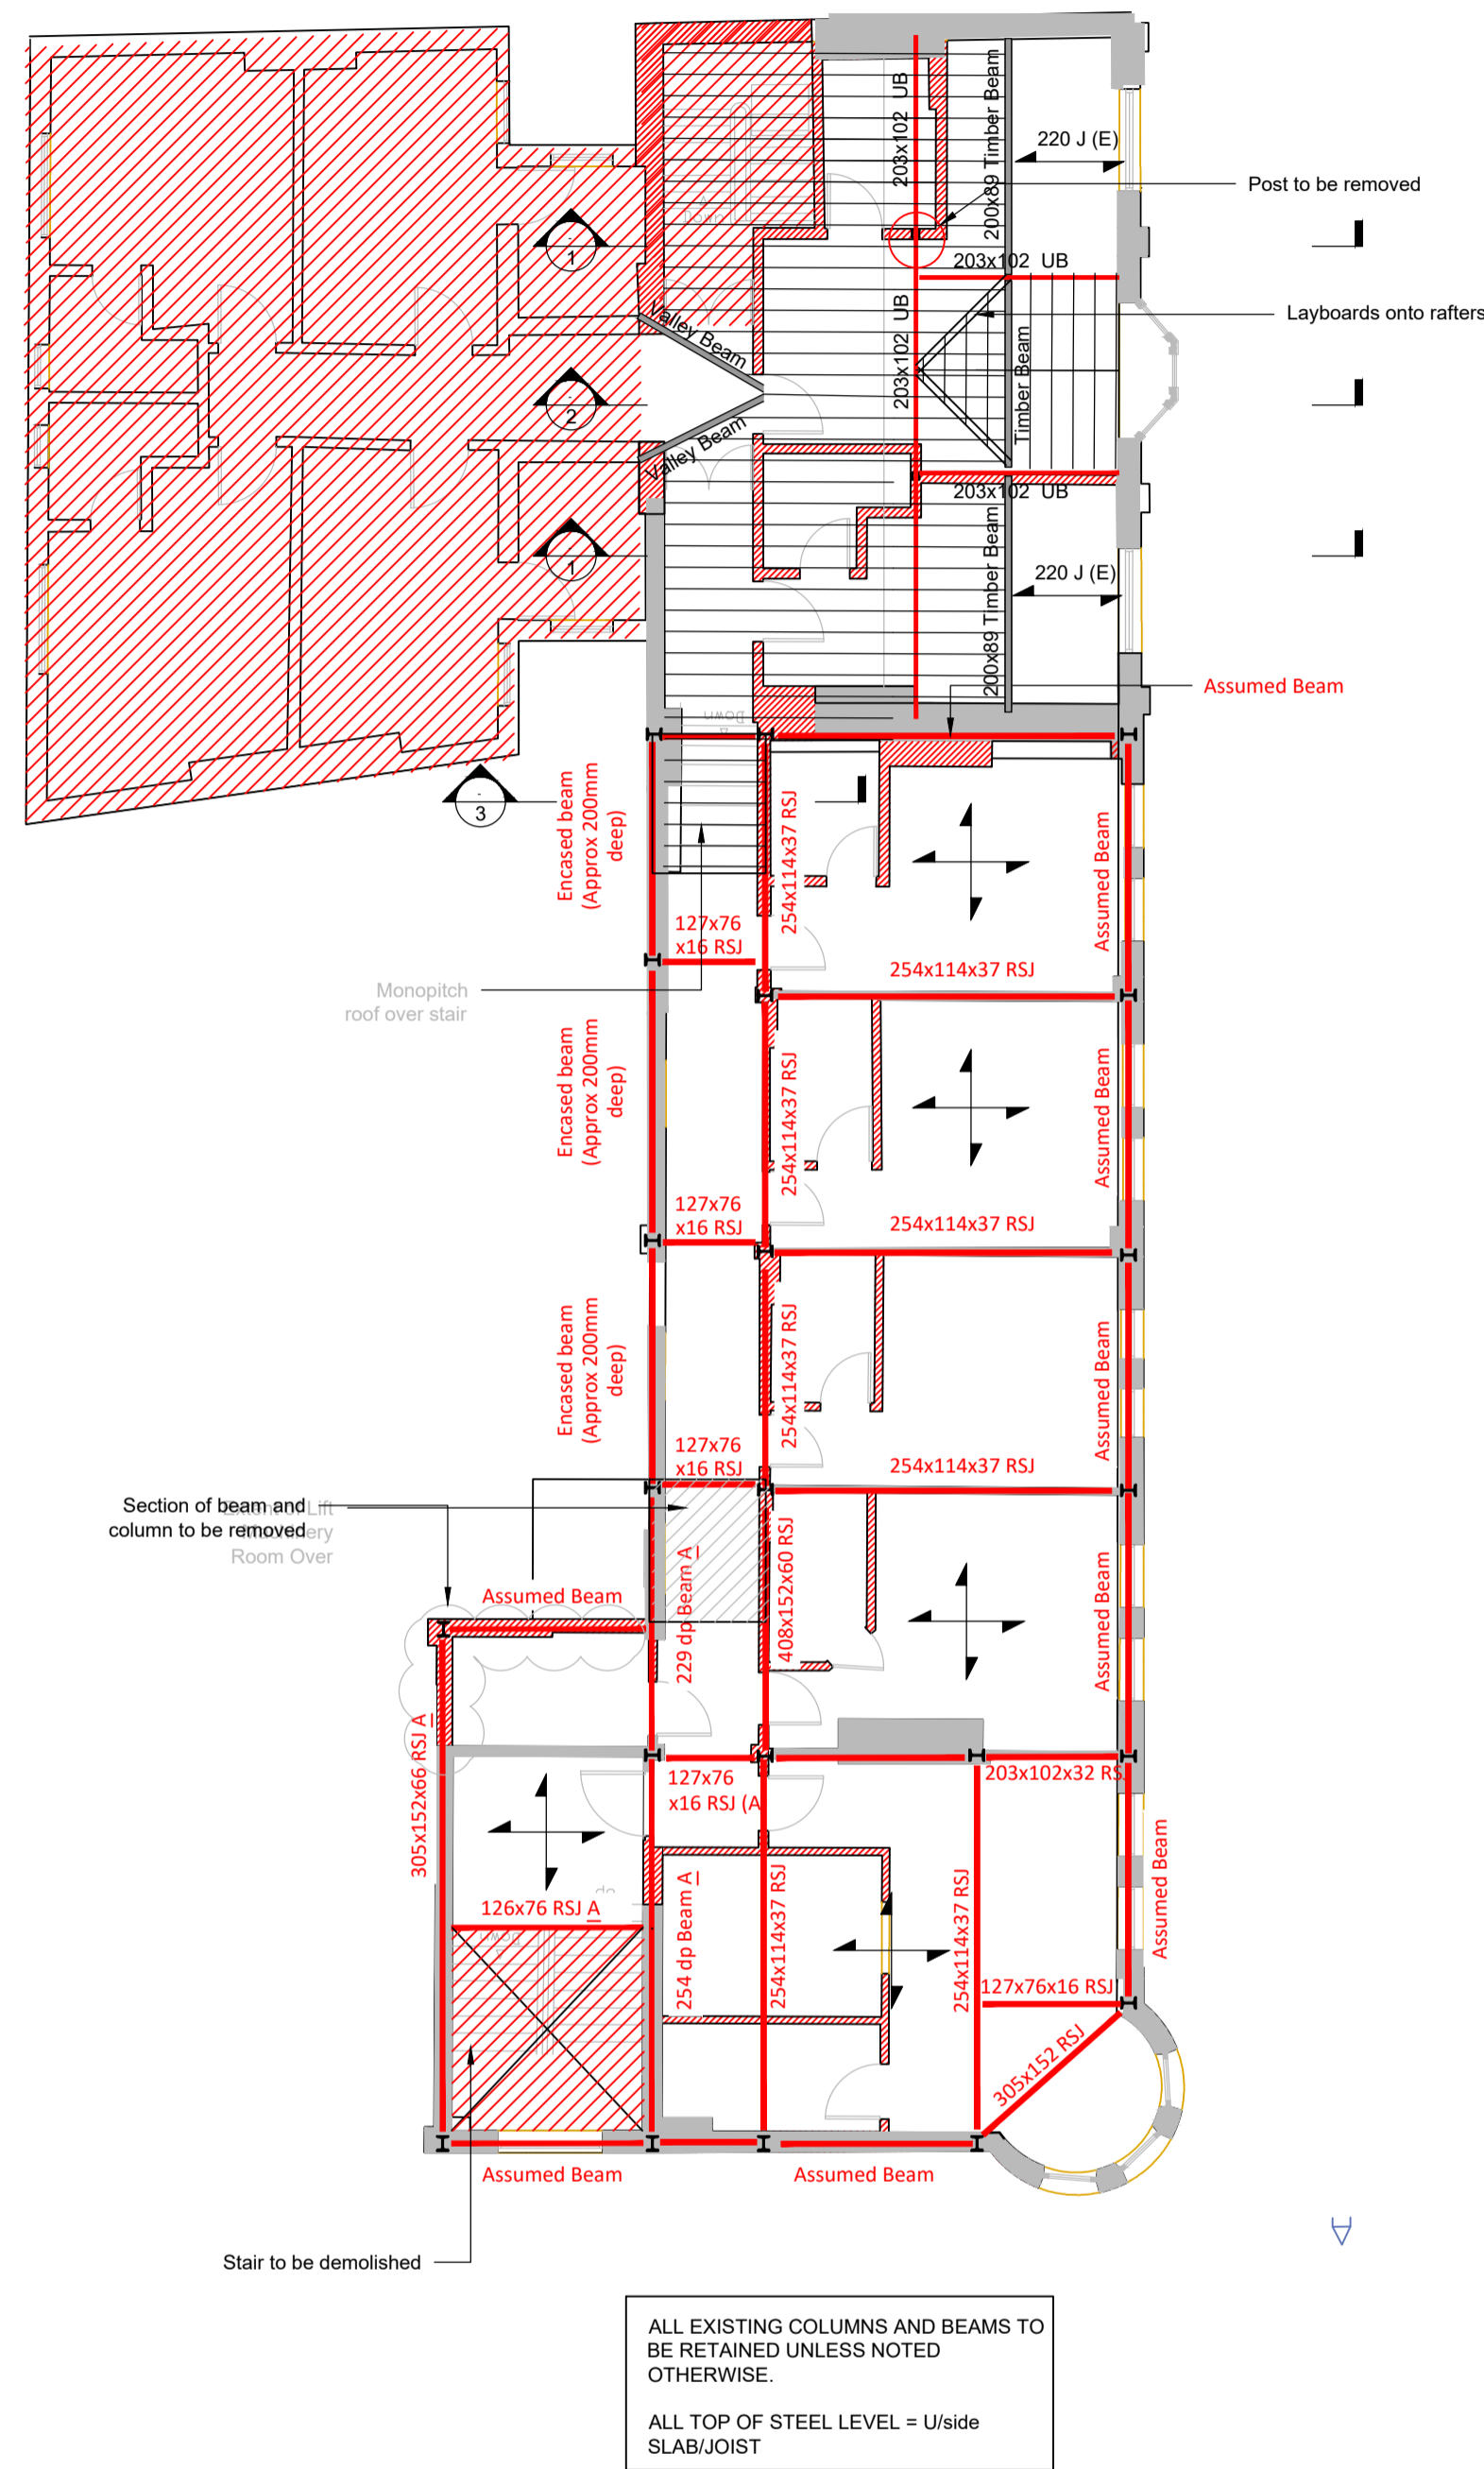 203x102 UB
200x89 Timber Beam
220 J (E)
Post to be removed
Down
-
1
203x102 UB
Layboards onto rafters
Valley Beam
203x102 UB
Timber Beam
-
2
Valley Beam
203x102 UB
-
1
200x89 Timber Beam
220 J (E)
Assumed Beam
Down
-
3
Encased beam
(Approx 200mm
deep)
254x114x37 RSJ
Assumed Beam
127x76
x16 RSJ
254x114x37 RSJ
Monopitch
roof over stair
Encased beam
(Approx 200mm
deep)
254x114x37 RSJ
Assumed Beam
127x76
x16 RSJ
254x114x37 RSJ
Encased beam
(Approx 200mm
deep)
254x114x37 RSJ
Assumed Beam
127x76
x16 RSJ
254x114x37 RSJ
Section of beam and
column to be removed
Extent of Lift
Machinery
Room Over
229 dp Beam A
408x152x60 RSJ
Assumed Beam
Assumed Beam
305x152x66 RSJ A
127x76
x16 RSJ (A
203x102x32 RSJ
Assumed Beam
126x76 RSJ A
Down
254 dp Beam A
254x114x37 RSJ
254x114x37 RSJ
127x76x16 RSJ
305x152 RSJ
Assumed Beam
Assumed Beam
Stair to be demolished
ALL EXISTING COLUMNS AND BEAMS TO
BE RETAINED UNLESS NOTED
OTHERWISE.
ALL TOP OF STEEL LEVEL = U/side
SLAB/JOIST